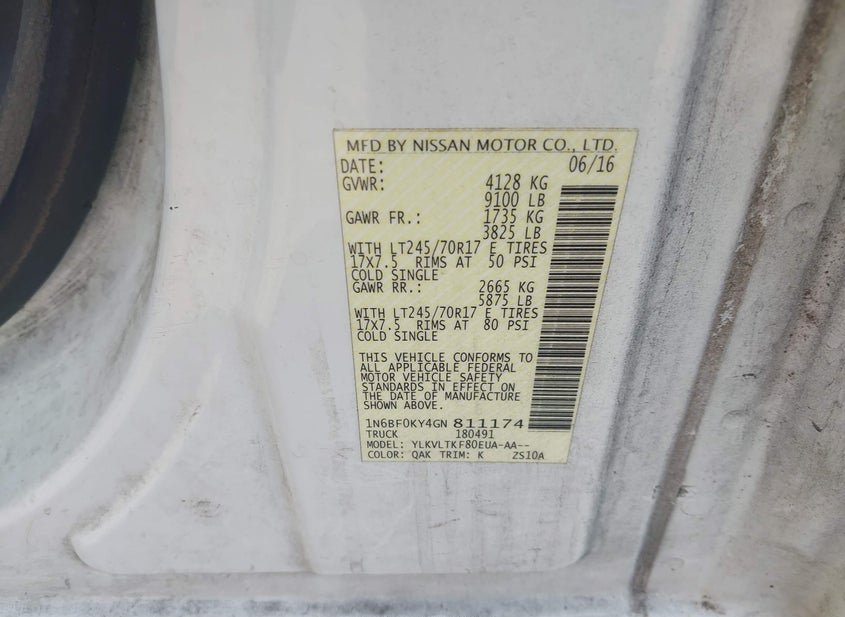 MFD BY NISSAN MOTOR CO., LTD.
DATE: 06/16
GVWR: 4128 KG
9100 LB
GAWR FR.: 1735 KG
3825 LB
WITH LT245/70R17 E TIRES
17X7.5 RIMS AT 50 PSI
COLD SINGLE
GAWR RR.: 2665 KG
5875 LB
WITH LT245/70R17 E TIRES
17X7.5 RIMS AT 80 PSI
COLD SINGLE
THIS VEHICLE CONFORMS TO
ALL APPLICABLE FEDERAL
MOTOR VEHICLE SAFETY
STANDARDS IN EFFECT ON
THE DATE OF MANUFACTURE
SHOWN ABOVE.
1N6BF0KY4GN 811174
TRUCK 180491
MODEL: YLKVLTKF80EUA-AA--
COLOR: QAK TRIM: K ZS10A